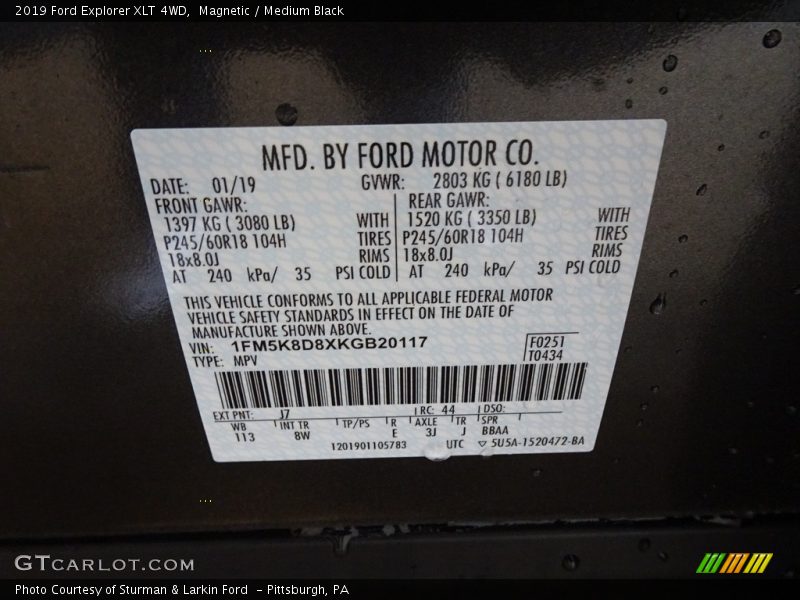 2019 Ford Explorer XLT 4WD,  Magnetic / Medium Black
MFD. BY FORD MOTOR CO.
DATE: 01/19 GVWR: 2803 KG ( 6180 LB)
FRONT GAWR: REAR GAWR:
1397 KG ( 3080 LB) WITH 1520 KG ( 3350 LB) WITH
P245/60R18 104H TIRES P245/60R18 104H TIRES
18x8.0J RIMS 18x8.0J RIMS
AT 240 kPa/ 35 PSI COLD AT 240 kPa/ 35 PSI COLD
THIS VEHICLE CONFORMS TO ALL APPLICABLE FEDERAL MOTOR
VEHICLE SAFETY STANDARDS IN EFFECT ON THE DATE OF
MANUFACTURE SHOWN ABOVE.
VIN: 1FM5K8D8XKGB20117 F0251
TYPE: MPV T0434
EXT PNT: J7 RC: 44 DSO:
WB INT TR TP/PS R AXLE TR SPR
113 8W E 3J J BBAA
1201901105783 UTC ▽ 5U5A-1520472-BA
GTCARLOT.COM
Photo Courtesy of Sturman & Larkin Ford  - Pittsburgh, PA